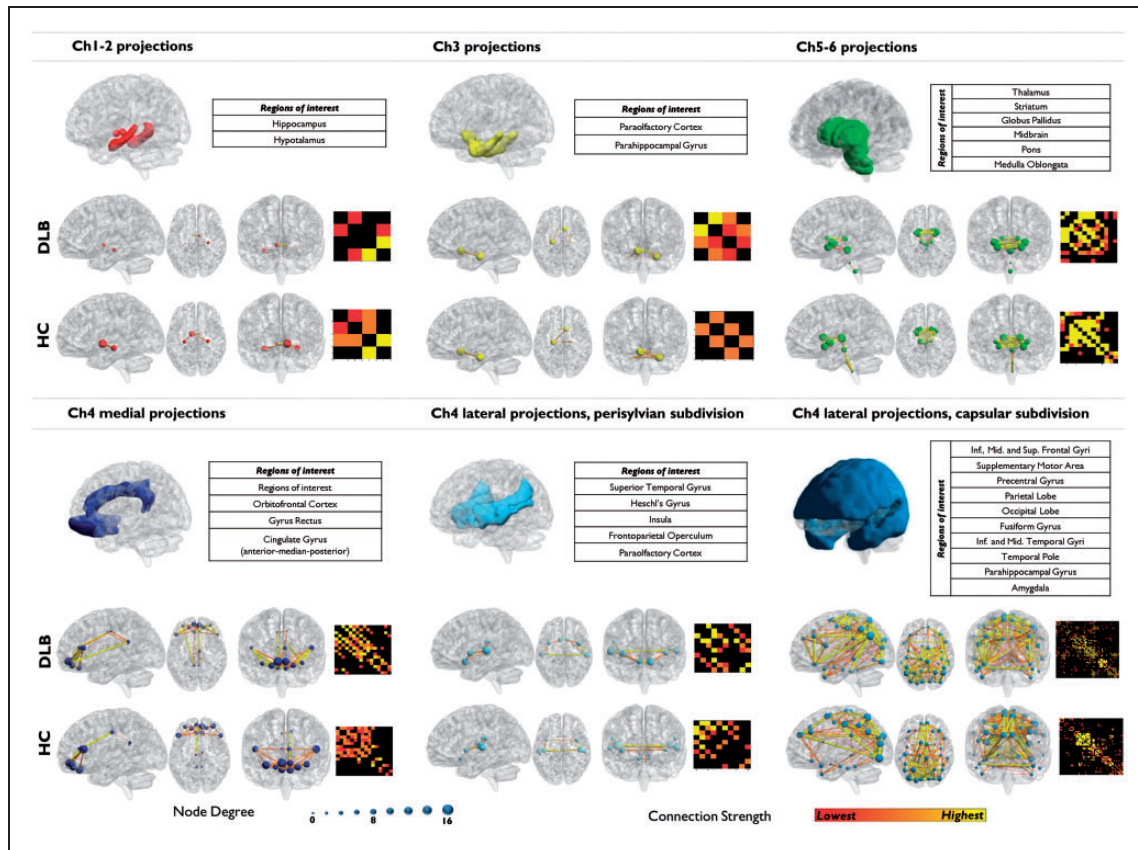 Ch1-2 projections
Ch3 projections
Ch5-6 projections
Regions of interest
Hippocampus
Hypotalamus
Regions of interest
Paraolfactory Cortex
Parahippocampal Gyrus
Regions of interest
Thalamus
Striatum
Globus Pallidus
Midbrain
Pons
Medulla Oblongata
DLB
HC
Ch4 medial projections
Ch4 lateral projections, perisylvian subdivision
Ch4 lateral projections, capsular subdivision
Regions of interest
Regions of interest
Orbitofrontal Cortex
Gyrus Rectus
Cingulate Gyrus
(anterior-median-posterior)
Regions of interest
Superior Temporal Gyrus
Heschl's Gyrus
Insula
Frontoparietal Operculum
Paraolfactory Cortex
Regions of interest
Inf., Mid. and Sup. Frontal Gyri
Supplementary Motor Area
Precentral Gyrus
Parietal Lobe
Occipital Lobe
Fusiform Gyrus
Inf. and Mid. Temporal Gyri
Temporal Pole
Parahippocampal Gyrus
Amygdala
DLB
HC
Node Degree
0 8 16
Connection Strength
Lowest Highest